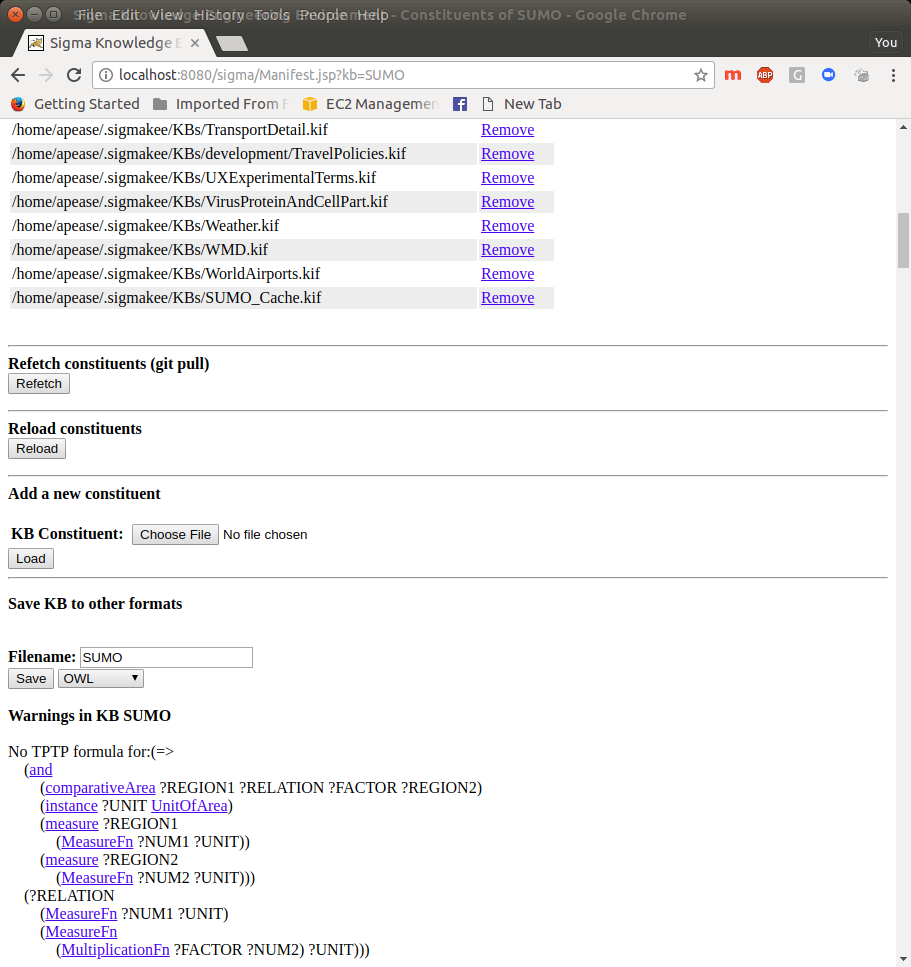 File Edit View History Tools People Help
Sigma Knowledge Engineering Environment - Constituents of SUMO - Google Chrome
Sigma Knowledge E
You
localhost:8080/sigma/Manifest.jsp?kb=SUMO
m ABP G
Getting Started Imported From F EC2 Managemen f New Tab
/home/apease/.sigmakee/KBs/TransportDetail.kif Remove
/home/apease/.sigmakee/KBs/development/TravelPolicies.kif Remove
/home/apease/.sigmakee/KBs/UXExperimentalTerms.kif Remove
/home/apease/.sigmakee/KBs/VirusProteinAndCellPart.kif Remove
/home/apease/.sigmakee/KBs/Weather.kif Remove
/home/apease/.sigmakee/KBs/WMD.kif Remove
/home/apease/.sigmakee/KBs/WorldAirports.kif Remove
/home/apease/.sigmakee/KBs/SUMO_Cache.kif Remove
Refetch constituents (git pull)
Refetch
Reload constituents
Reload
Add a new constituent
KB Constituent: Choose File No file chosen
Load
Save KB to other formats
Filename: SUMO
Save OWL
Warnings in KB SUMO
No TPTP formula for:(=>
(and
(comparativeArea ?REGION1 ?RELATION ?FACTOR ?REGION2)
(instance ?UNIT UnitOfArea)
(measure ?REGION1
(MeasureFn ?NUM1 ?UNIT))
(measure ?REGION2
(MeasureFn ?NUM2 ?UNIT)))
(?RELATION
(MeasureFn ?NUM1 ?UNIT)
(MeasureFn
(MultiplicationFn ?FACTOR ?NUM2) ?UNIT)))